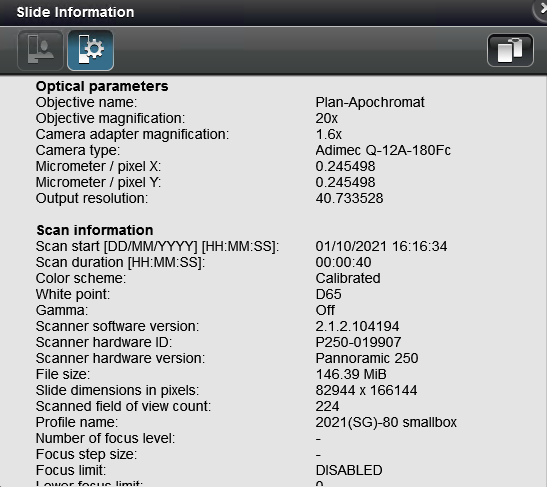 Slide Information
Optical parameters
Objective name: Plan-Apochromat
Objective magnification: 20x
Camera adapter magnification: 1.6x
Camera type: Adimec Q-12A-180Fc
Micrometer / pixel X: 0.245498
Micrometer / pixel Y: 0.245498
Output resolution: 40.733528
Scan information
Scan start [DD/MM/YYYY] [HH:MM:SS]: 01/10/2021 16:16:34
Scan duration [HH:MM:SS]: 00:00:40
Color scheme: Calibrated
White point: D65
Gamma: Off
Scanner software version: 2.1.2.104194
Scanner hardware ID: P250-019907
Scanner hardware version: Pannoramic 250
File size: 146.39 MiB
Slide dimensions in pixels: 82944 x 166144
Scanned field of view count: 224
Profile name: 2021(SG)-80 smallbox
Number of focus level: -
Focus step size: -
Focus limit: DISABLED
Lower focus limit: 0